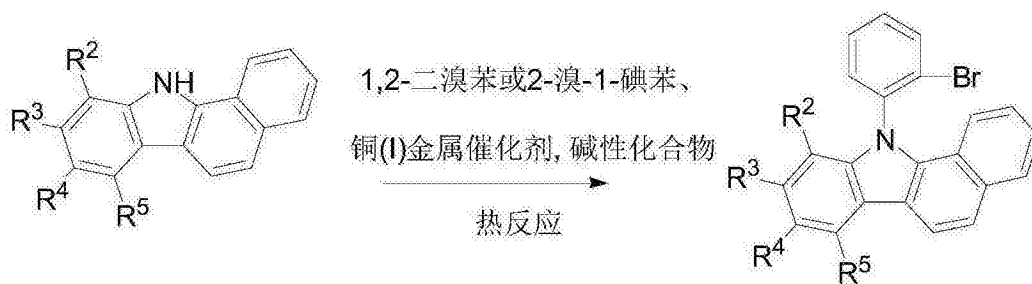 R² NH
R³
R⁴ R⁵
1,2-二溴苯或2-溴-1-碘苯、
铜(I)金属催化剂, 碱性化合物
热反应
Br
R² N
R³
R⁴ R⁵